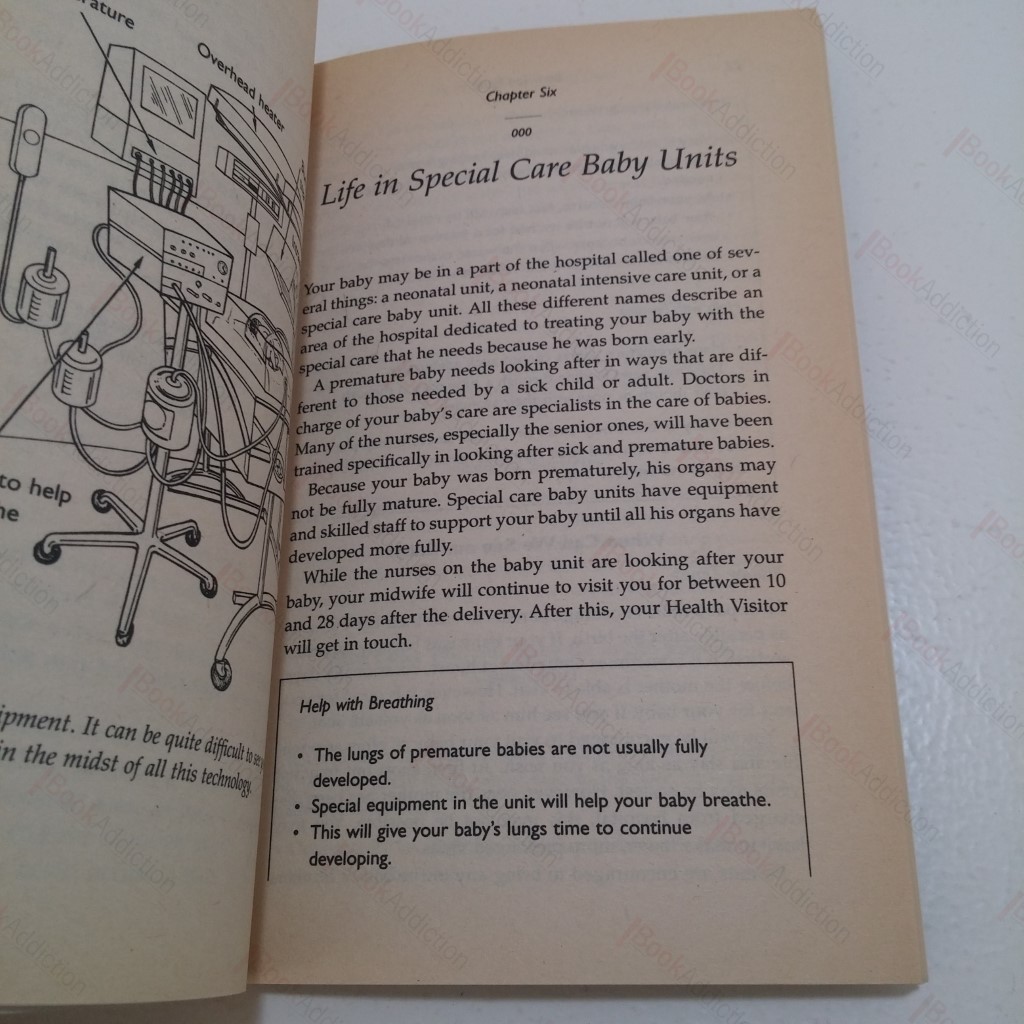 rature
Overhead heater
to help
ne
ipment. It can be quite difficult to see
in the midst of all this technology.
Chapter Six
000
Life in Special Care Baby Units
Your baby may be in a part of the hospital called one of sev-
eral things: a neonatal unit, a neonatal intensive care unit, or a
special care baby unit. All these different names describe an
area of the hospital dedicated to treating your baby with the
special care that he needs because he was born early.
A premature baby needs looking after in ways that are dif-
ferent to those needed by a sick child or adult. Doctors in
charge of your baby's care are specialists in the care of babies.
Many of the nurses, especially the senior ones, will have been
trained specifically in looking after sick and premature babies.
Because your baby was born prematurely, his organs may
not be fully mature. Special care baby units have equipment
and skilled staff to support your baby until all his organs have
developed more fully.
While the nurses on the baby unit are looking after your
baby, your midwife will continue to visit you for between 10
and 28 days after the delivery. After this, your Health Visitor
will get in touch.
Help with Breathing
• The lungs of premature babies are not usually fully
developed.
• Special equipment in the unit will help your baby breathe.
• This will give your baby's lungs time to continue
developing.
BookAddiction